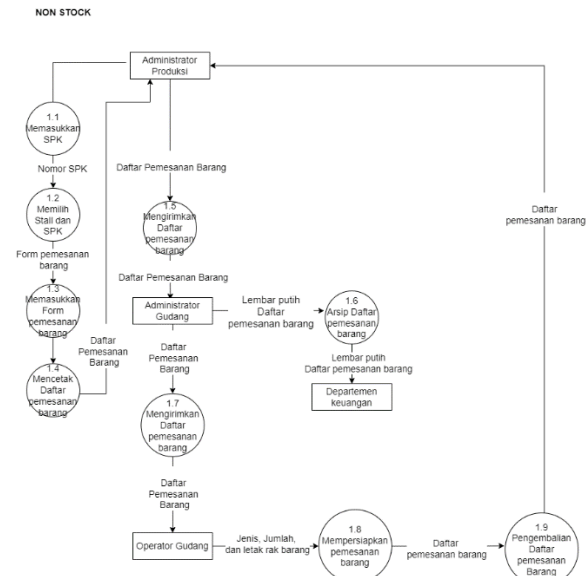 NON STOCK
Administrator
Produksi
1.1
Memasukkan
SPK
Nomor SPK
1.2
Memilih
Stall dan
SPK
Form pemesanan
barang
1.3
Memasukkan
Form
pemesanan
barang
1.4
Mencetak
Daftar
pemesanan
barang
Daftar
Pemesanan
Barang
Daftar Pemesanan Barang
1.5
Mengirimkan
Daftar
pemesanan
barang
Daftar Pemesanan Barang
Administrator
Gudang
Lembar putih
Daftar
pemesanan barang
1.6
Arsip Daftar
pemesanan
barang
Lembar putih
Daftar pemesanan barang
Departemen
keuangan
Daftar
Pemesanan
Barang
1.7
Mengirimkan
Daftar
pemesanan
barang
Daftar
Pemesanan
Barang
Operator Gudang
Jenis, Jumlah,
dan letak rak barang
1.8
Mempersiapkan
pemesanan
barang
Daftar
pemesanan barang
1.9
Pengembalian
Daftar
pemesanan
Barang
Daftar
pemesanan barang